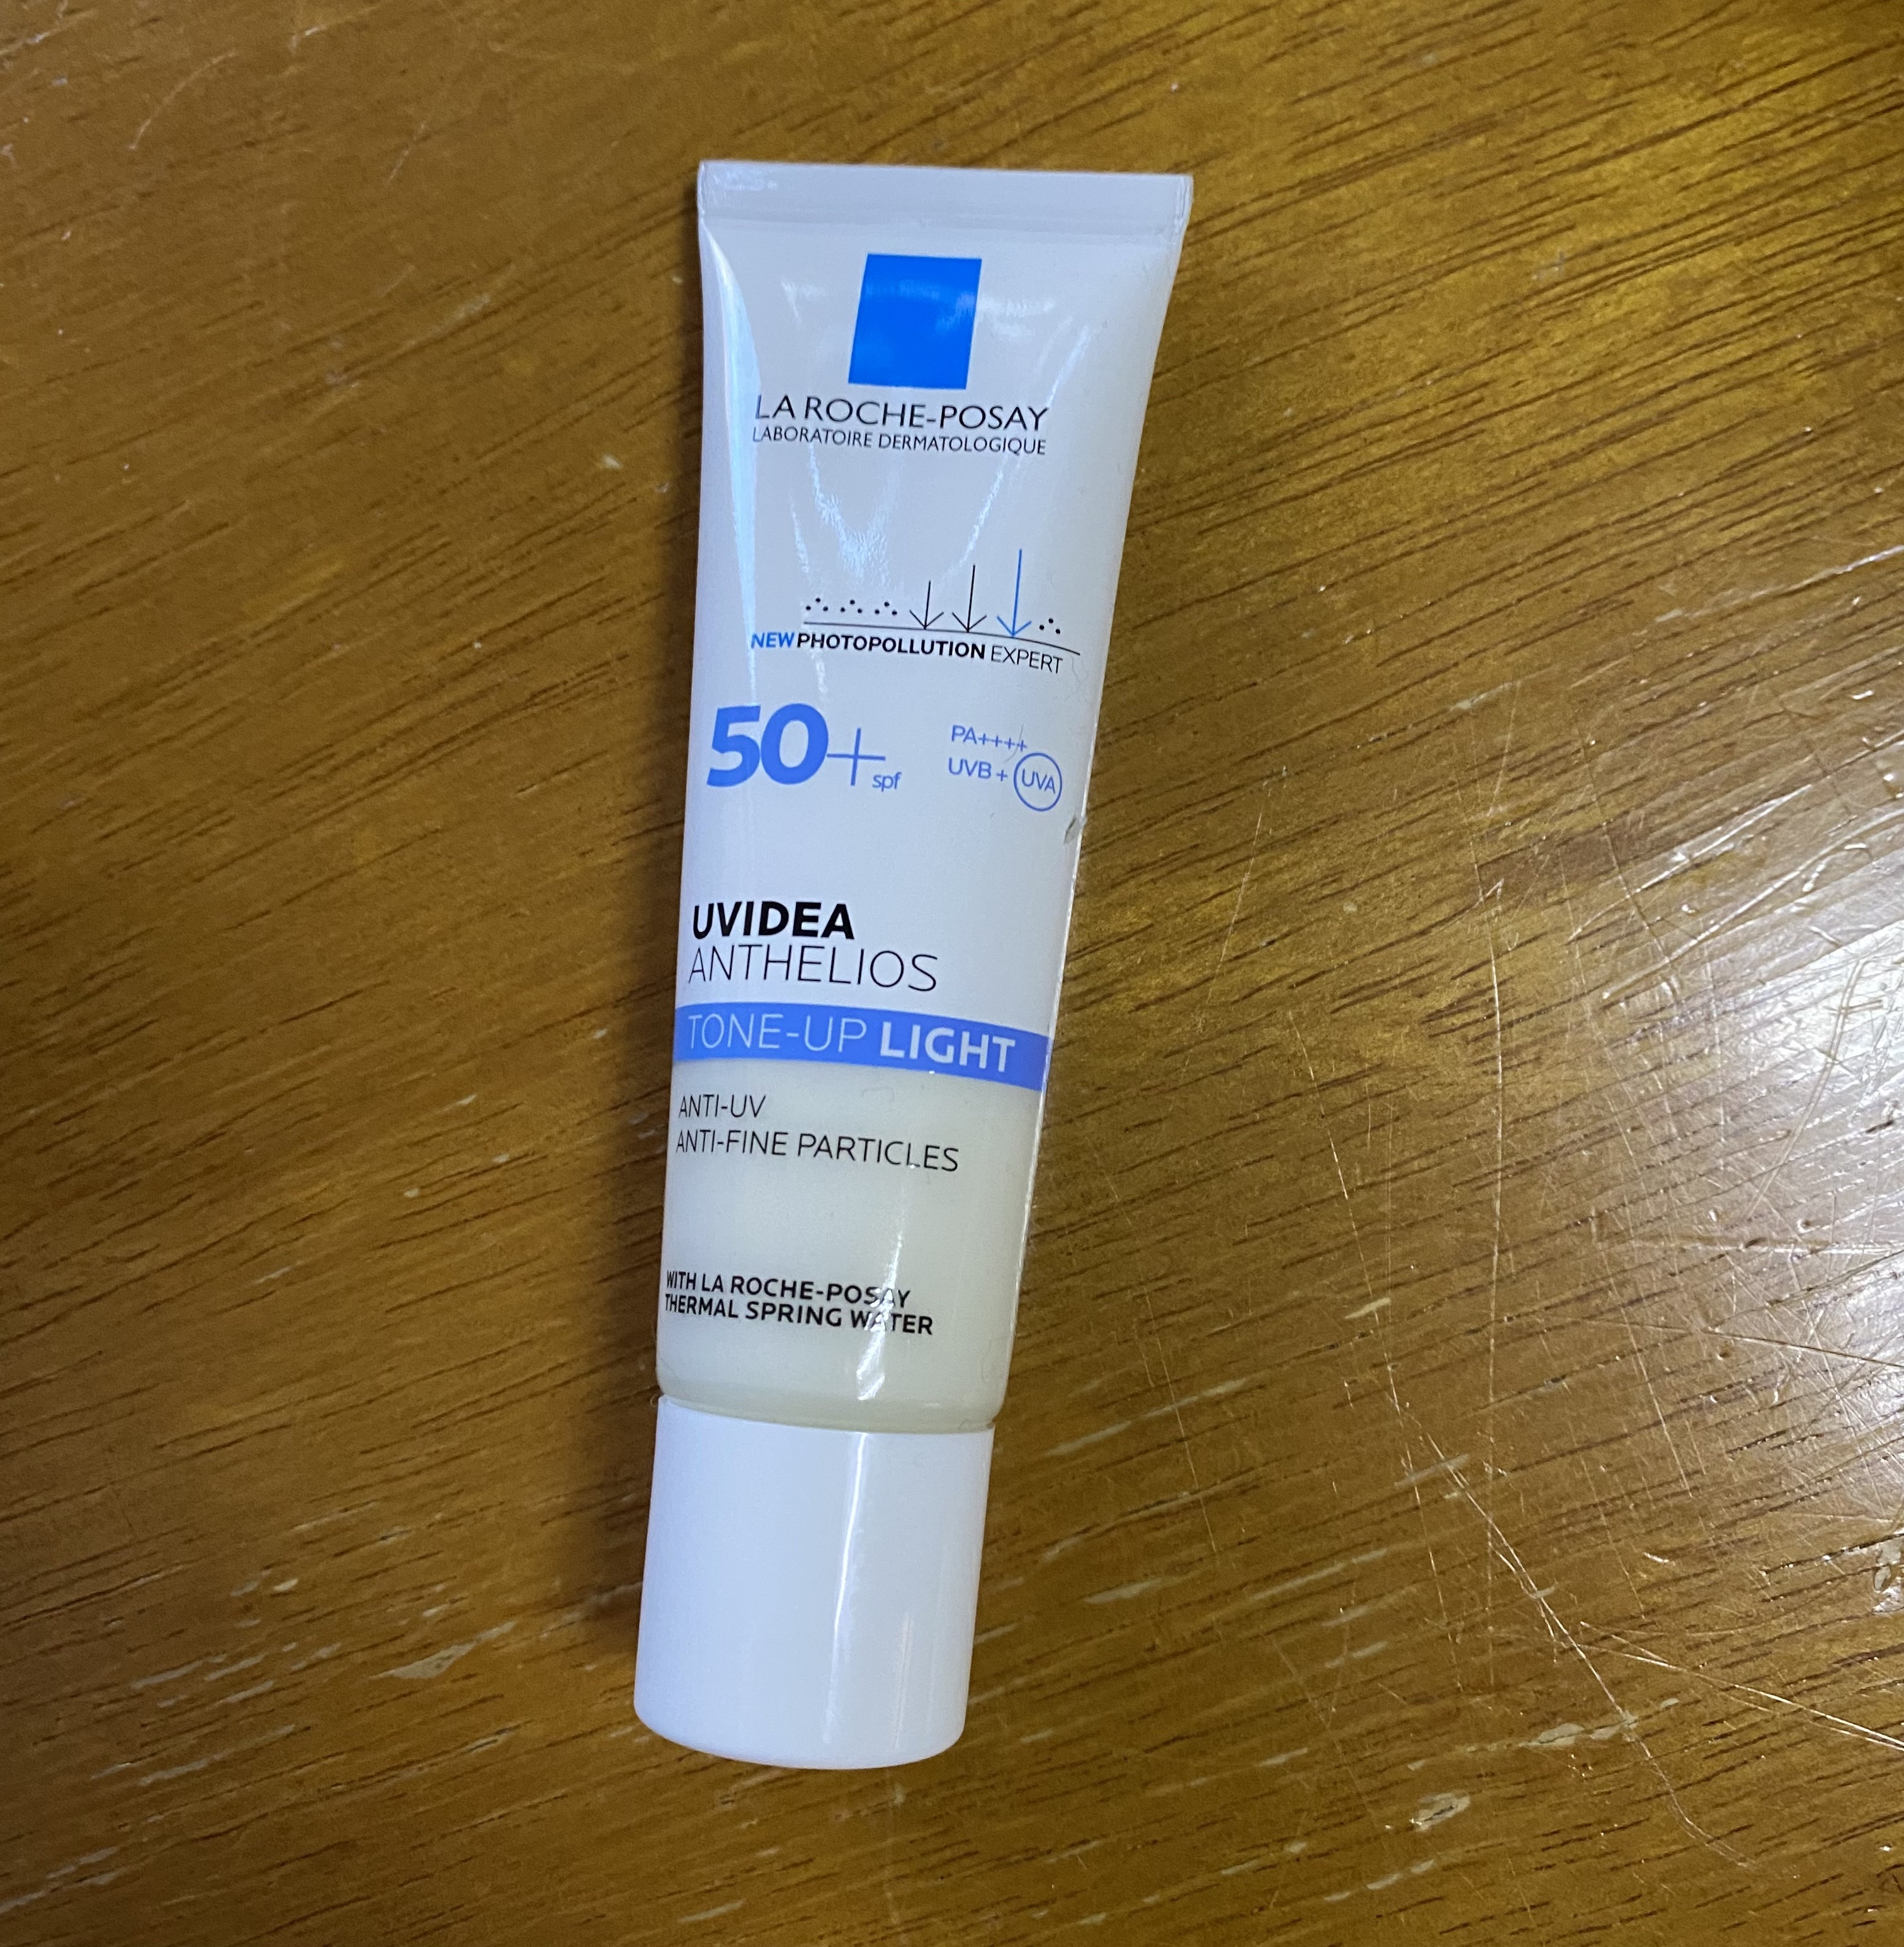 LA ROCHE-POSAY
LABORATOIRE DERMATOLOGIQUE
NEW PHOTOPOLLUTION EXPERT
50+ spf
PA++++
UVB + UVA
UVIDEA
ANTHELIOS
TONE-UP LIGHT
ANTI-UV
ANTI-FINE PARTICLES
WITH LA ROCHE-POSAY
THERMAL SPRING WATER